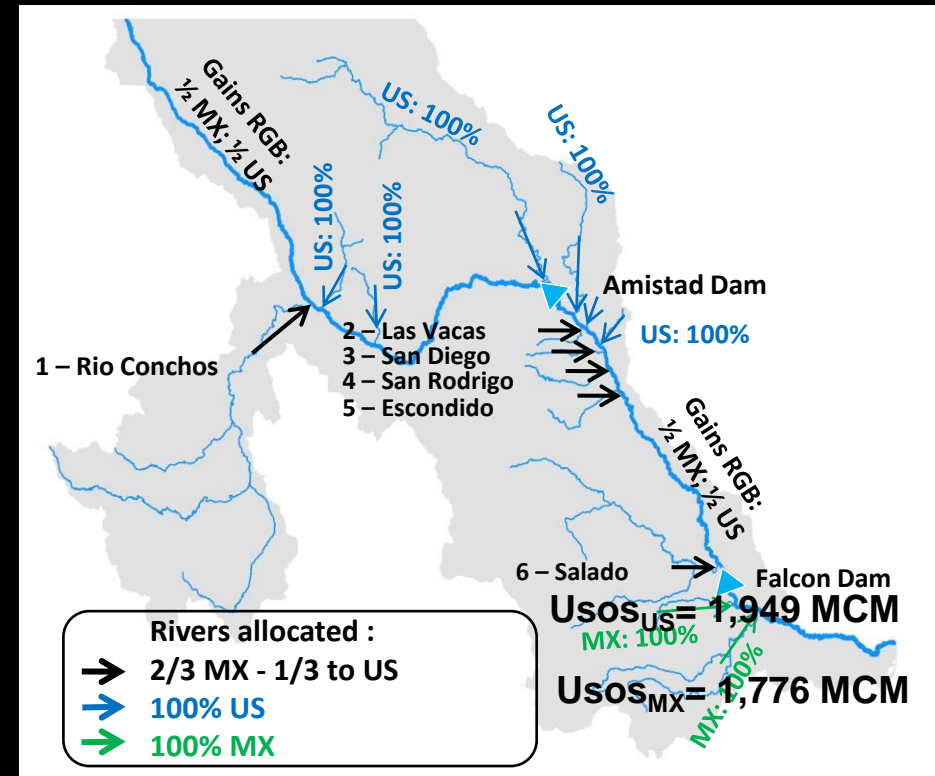 Gains RGB:
½ MX; ½ US
US: 100%
US: 100%
US: 100%
US: 100%
Amistad Dam
US: 100%
1 – Rio Conchos
2 – Las Vacas
3 – San Diego
4 – San Rodrigo
5 – Escondido
Gains RGB:
½ MX; ½ US
6 – Salado
Falcon Dam
Usos_US= 1,949 MCM
MX: 100%
Usos_MX= 1,776 MCM
MX: 100%
Rivers allocated :
2/3 MX - 1/3 to US
100% US
100% MX